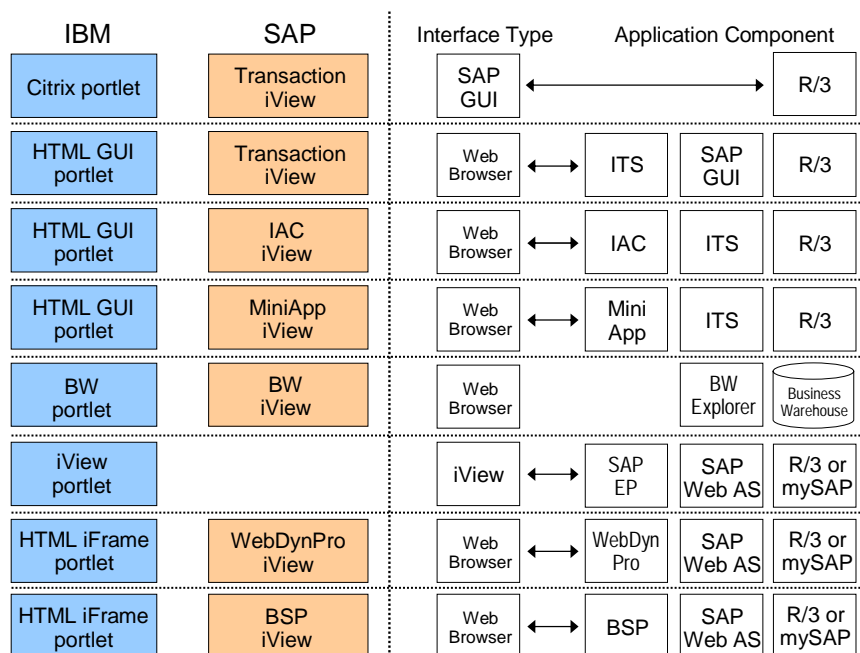 IBM
SAP
Interface Type
Application Component
Citrix portlet
Transaction
iView
SAP
GUI
R/3
HTML GUI
portlet
Transaction
iView
Web
Browser
ITS
SAP
GUI
R/3
HTML GUI
portlet
IAC
iView
Web
Browser
IAC
ITS
R/3
HTML GUI
portlet
MiniApp
iView
Web
Browser
Mini
App
ITS
R/3
BW
portlet
BW
iView
Web
Browser
BW
Explorer
Business
Warehouse
iView
portlet
iView
SAP
EP
SAP
Web AS
R/3 or
mySAP
HTML iFrame
portlet
WebDynPro
iView
Web
Browser
WebDyn
Pro
SAP
Web AS
R/3 or
mySAP
HTML iFrame
portlet
BSP
iView
Web
Browser
BSP
SAP
Web AS
R/3 or
mySAP